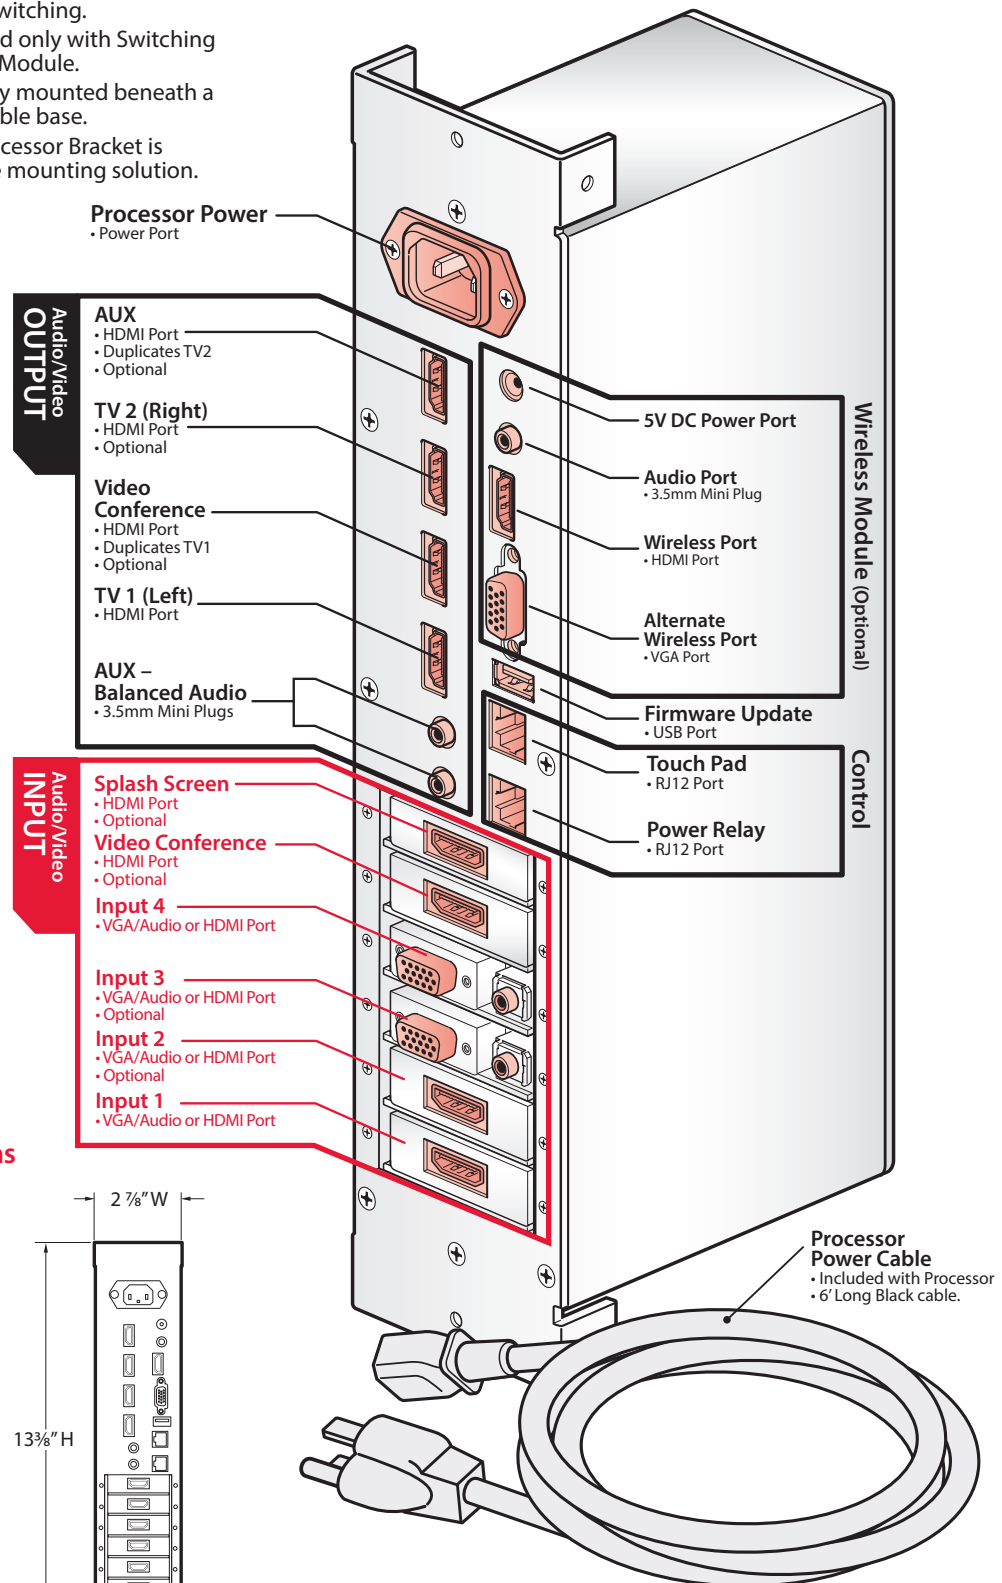 witching.
d only with Switching
Module.
y mounted beneath a
ble base.
cessor Bracket is
e mounting solution.
Processor Power
• Power Port
Audio/Video
OUTPUT
AUX
• HDMI Port
• Duplicates TV2
• Optional
TV 2 (Right)
• HDMI Port
• Optional
Video
Conference
• HDMI Port
• Duplicates TV1
• Optional
TV 1 (Left)
• HDMI Port
AUX –
Balanced Audio
• 3.5mm Mini Plugs
Wireless Module (Optional)
5V DC Power Port
Audio Port
• 3.5mm Mini Plug
Wireless Port
• HDMI Port
Alternate
Wireless Port
• VGA Port
Firmware Update
• USB Port
Control
Touch Pad
• RJ12 Port
Power Relay
• RJ12 Port
Audio/Video
INPUT
Splash Screen
• HDMI Port
• Optional
Video Conference
• HDMI Port
• Optional
Input 4
• VGA/Audio or HDMI Port
Input 3
• VGA/Audio or HDMI Port
• Optional
Input 2
• VGA/Audio or HDMI Port
• Optional
Input 1
• VGA/Audio or HDMI Port
ns
2 ⅞” W
13⅜” H
Processor
Power Cable
• Included with Processor
• 6’ Long Black cable.